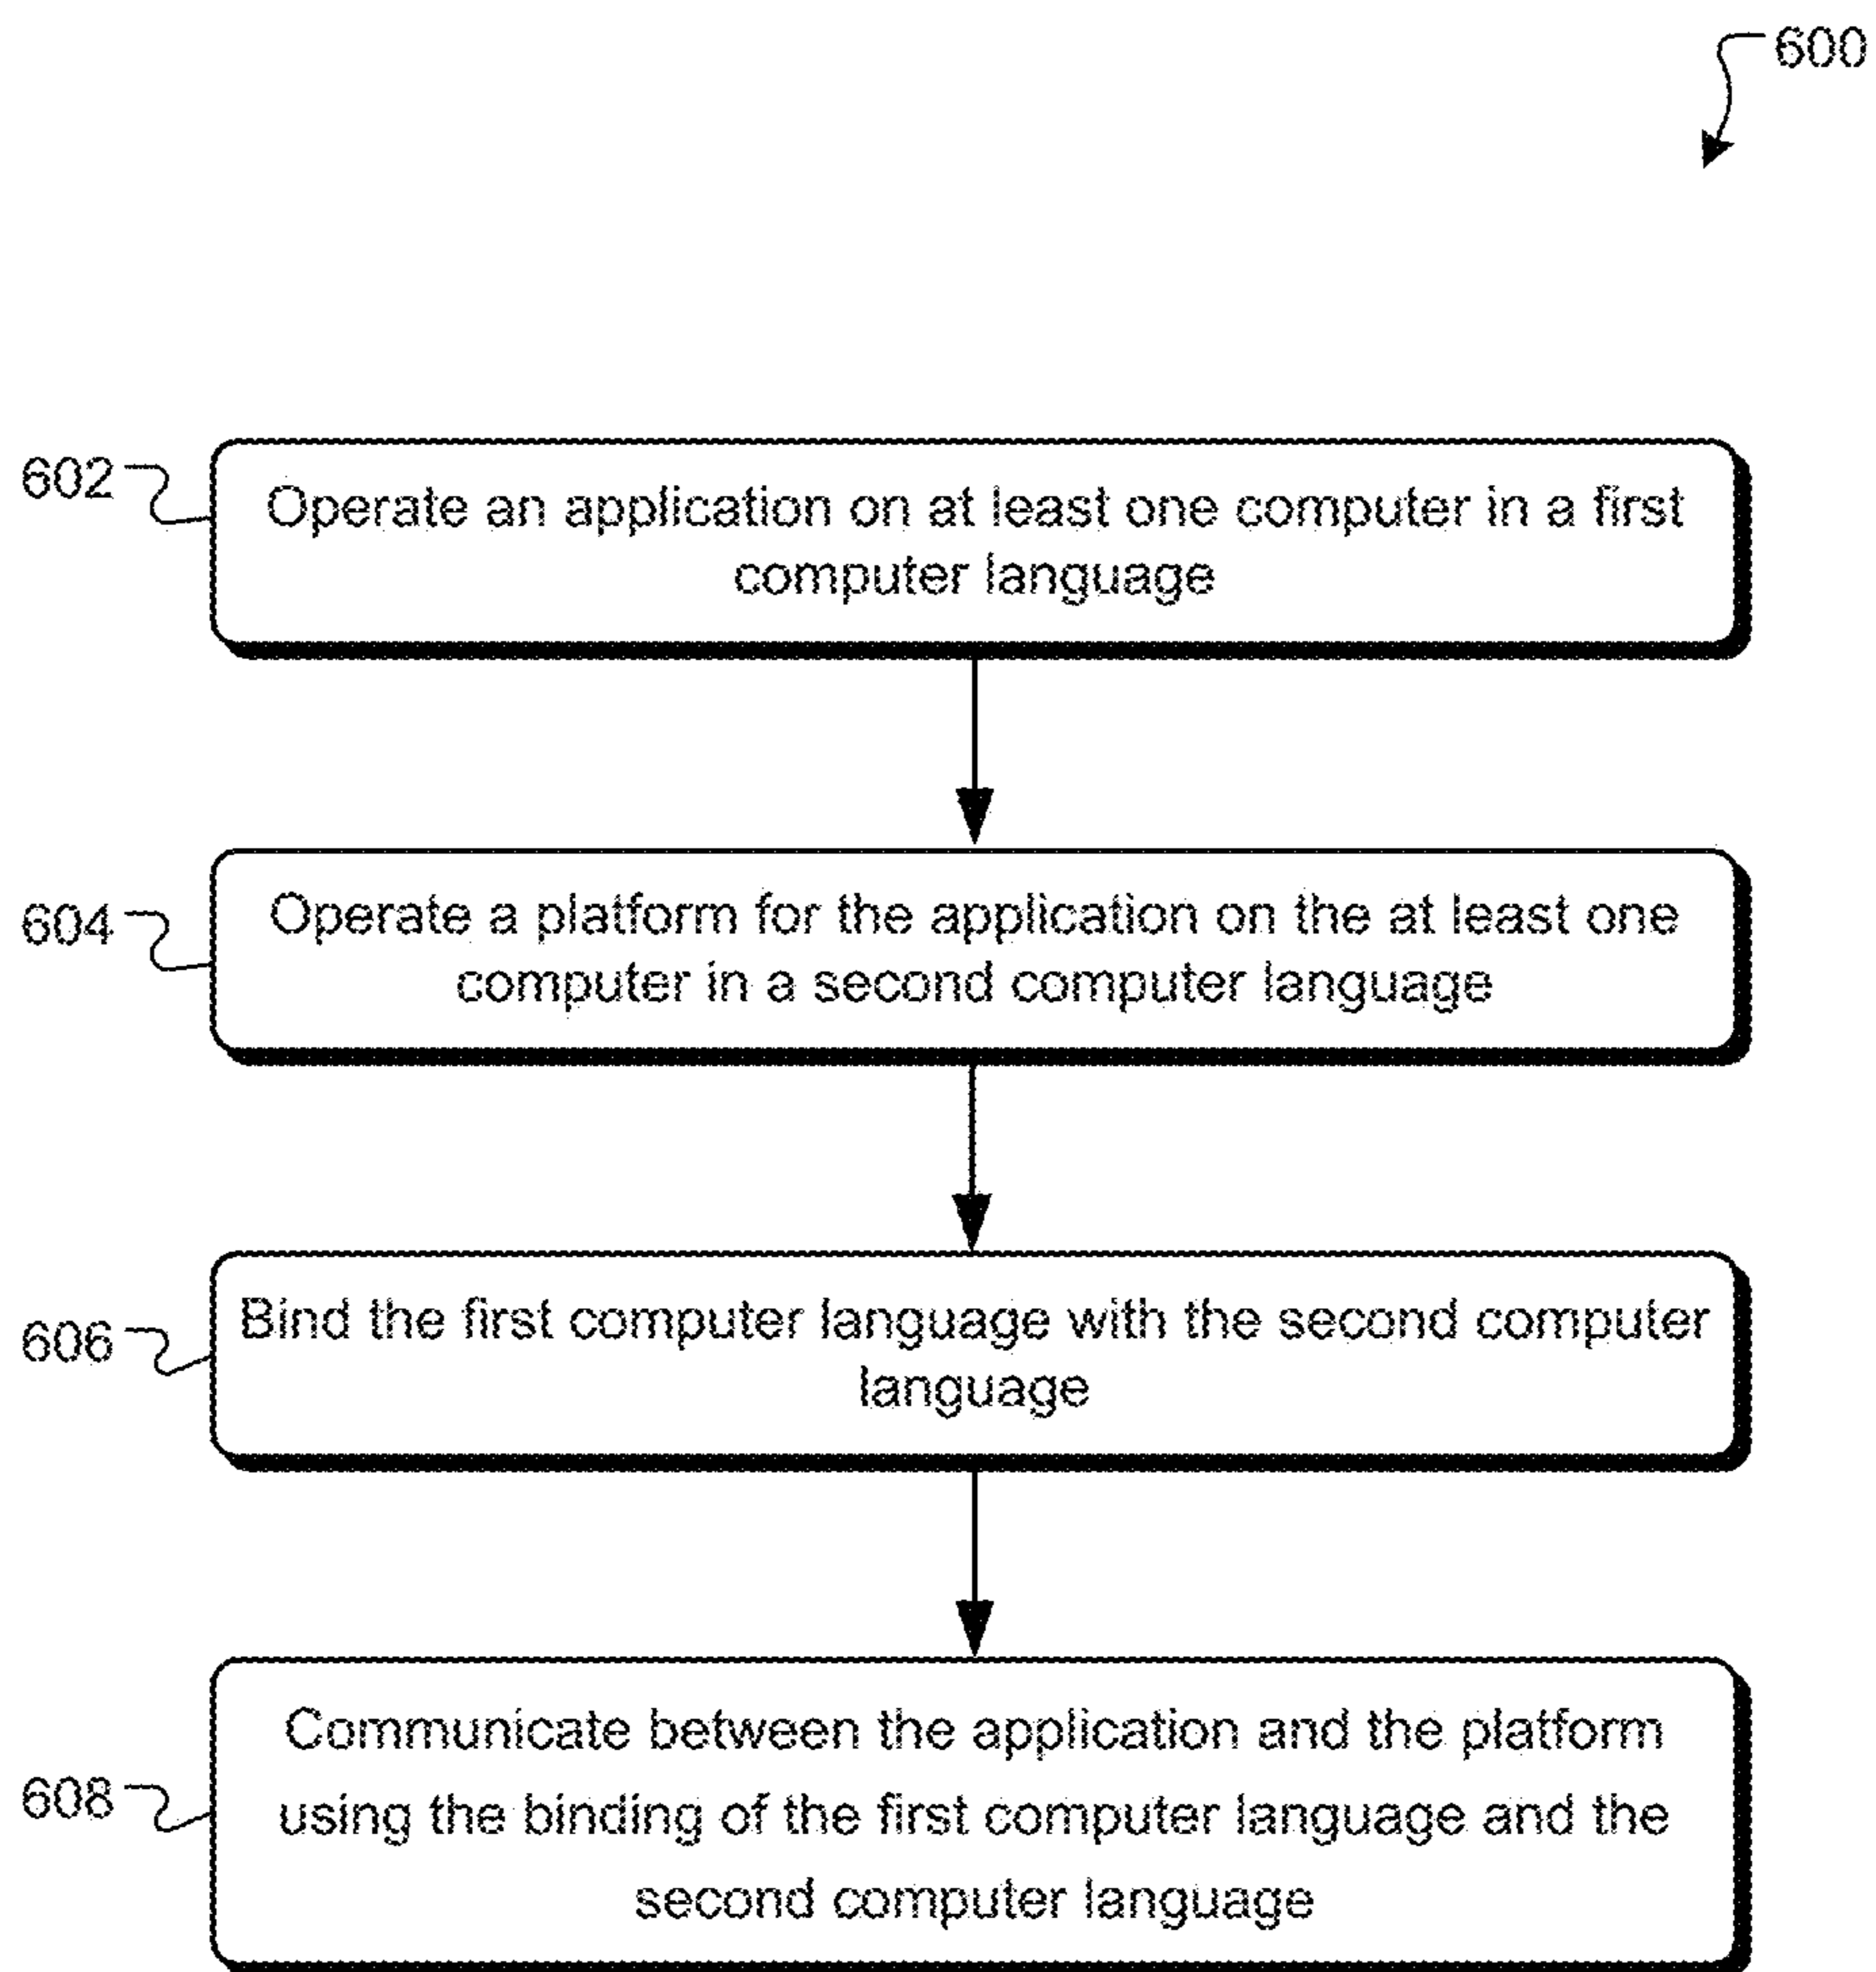 600
602
Operate an application on at least one computer in a first
computer language
604
Operate a platform for the application on the at least one
computer in a second computer language
606
Bind the first computer language with the second computer
language
608
Communicate between the application and the platform
using the binding of the first computer language and the
second computer language